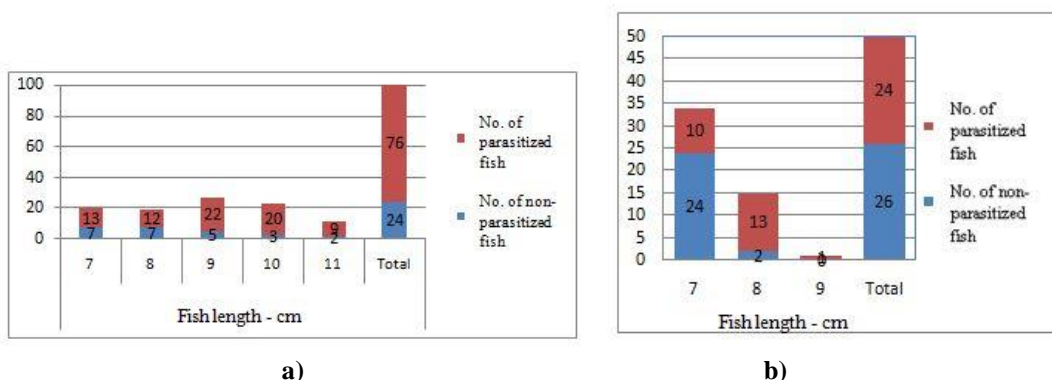 100
80
60
40
20
0
13
7
12
7
22
5
20
3
9
2
76
24
7 8 9 10 11 Total
Fish length - cm
No. of
parasitized
fish
No. of non-
parasitized
fish
a)
50
45
40
35
30
25
20
15
10
5
0
10
24
13
2
1
0
24
26
7 8 9 Total
Fish length - cm
No. of
parasitized
fish
No. of non-
parasitized
fish
b)